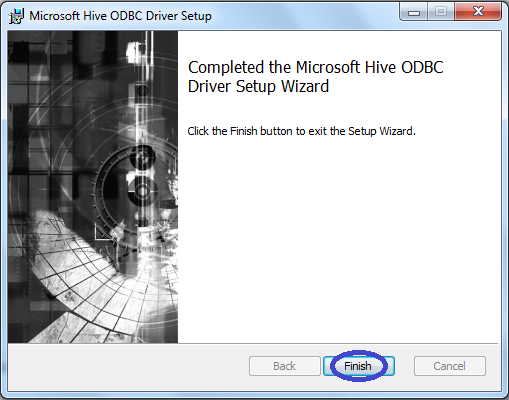 Microsoft Hive ODBC Driver Setup
Completed the Microsoft Hive ODBC
Driver Setup Wizard
Click the Finish button to exit the Setup Wizard.
Back
Finish
Cancel